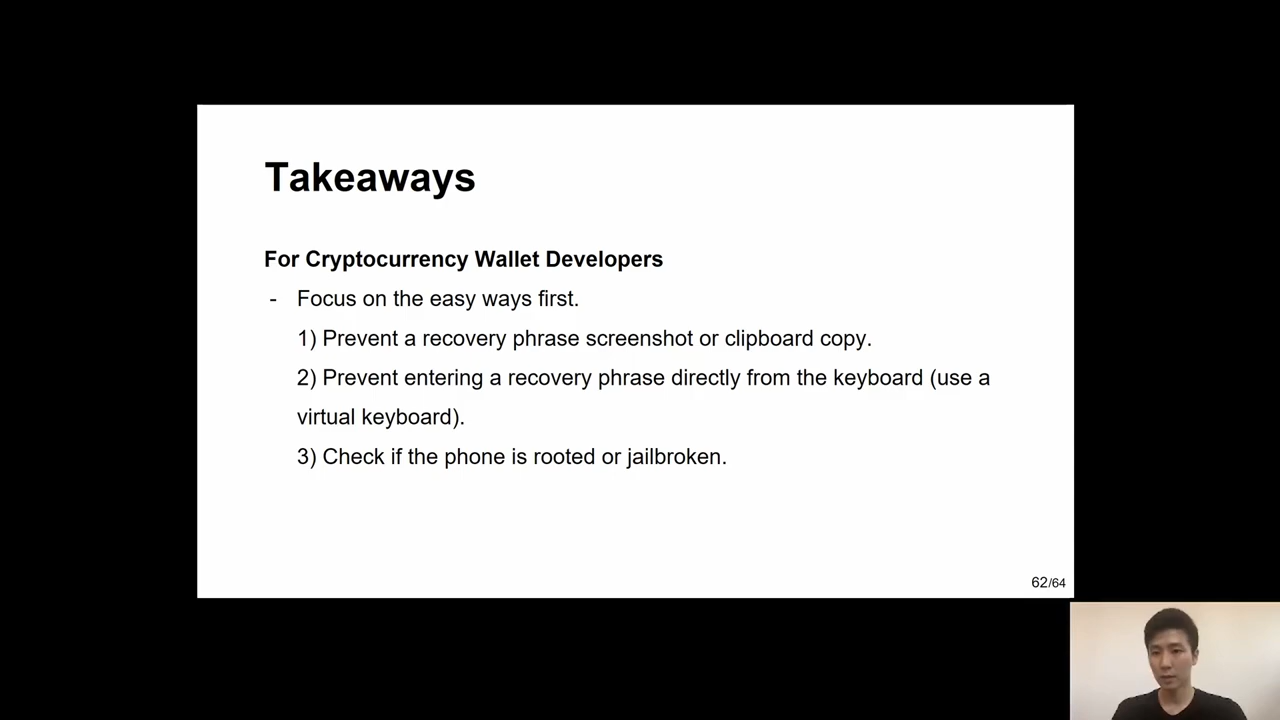 Takeaways
For Cryptocurrency Wallet Developers
- Focus on the easy ways first.
1) Prevent a recovery phrase screenshot or clipboard copy.
2) Prevent entering a recovery phrase directly from the keyboard (use a
virtual keyboard).
3) Check if the phone is rooted or jailbroken.
62/64